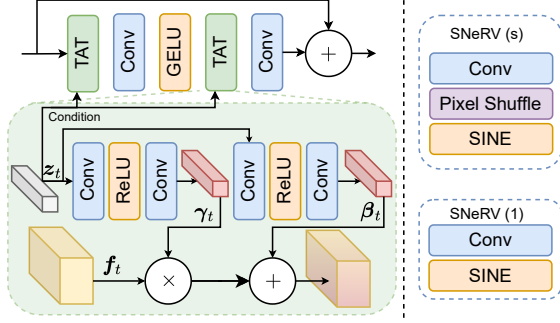 TAT
Conv
GELU
TAT
Conv
+
Condition
z_t
Conv
ReLU
Conv
Conv
ReLU
Conv
γ_t
β_t
f_t
×
+
SNeRV (s)
Conv
Pixel Shuffle
SINE
SNeRV (1)
Conv
SINE